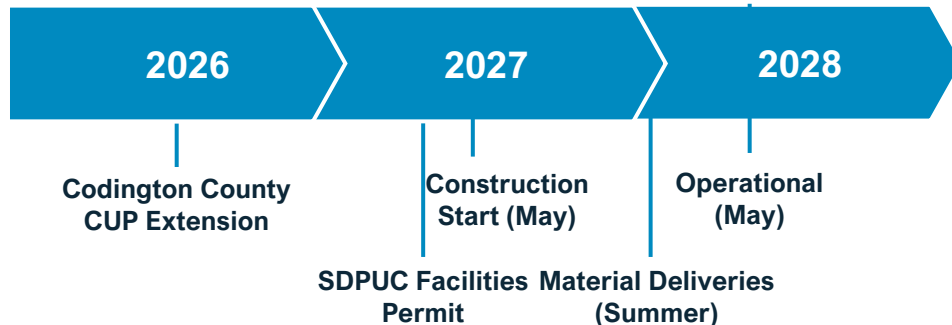 2026
2027
2028
Codington County
CUP Extension
Construction
Start (May)
Operational
(May)
SDPUC Facilities
Permit
Material Deliveries
(Summer)